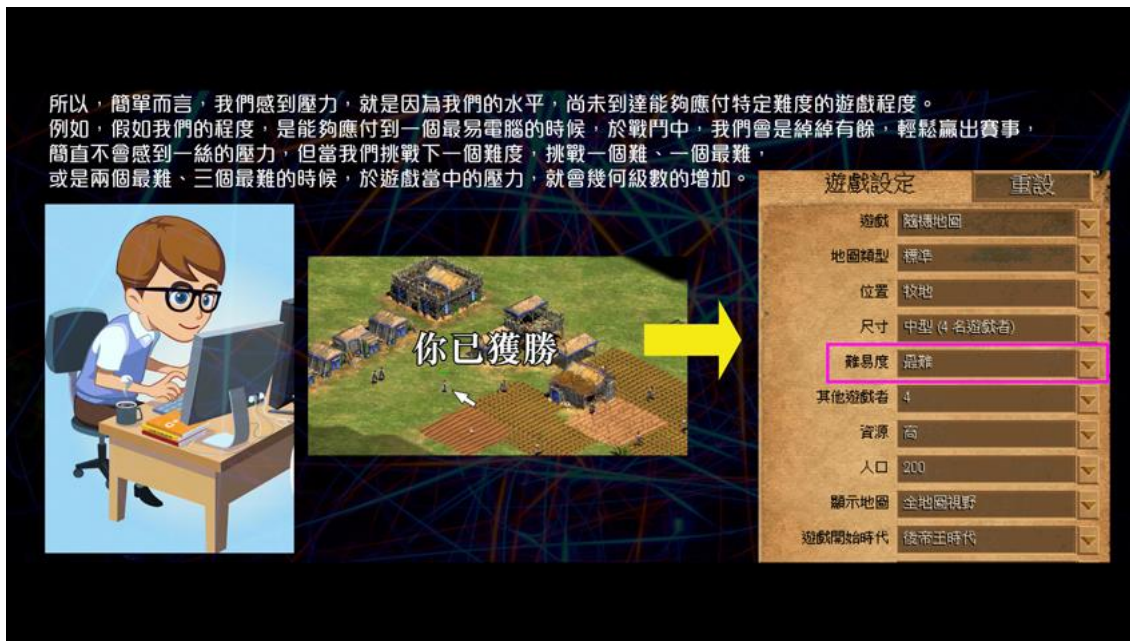 所以，簡單而言，我們感到壓力，就是因為我們的水平，尚未到達能夠應付特定難度的遊戲程度。
例如，假如我們的程度，是能夠應付到一個最易電腦的時候，於戰鬥中，我們會是綽綽有餘，輕鬆贏出賽事，
簡直不會感到一絲的壓力，但當我們挑戰下一個難度，挑戰一個難、一個最難，
或是兩個最難、三個最難的時候，於遊戲當中的壓力，就會幾何級數的增加。
你已獲勝
遊戲設定 重設
遊戲 隨機地圖
地圖類型 標準
位置 牧地
尺寸 中型 (4 名遊戲者)
難易度 最難
其他遊戲者 4
資源 高
人口 200
顯示地圖 全地圖視野
遊戲開始時代 後帝王時代